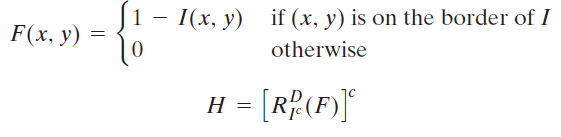 F(x, y) = { 1 − I(x, y) if (x, y) is on the border of I
0 otherwise
H = [R^D_{I^c}(F)]^c